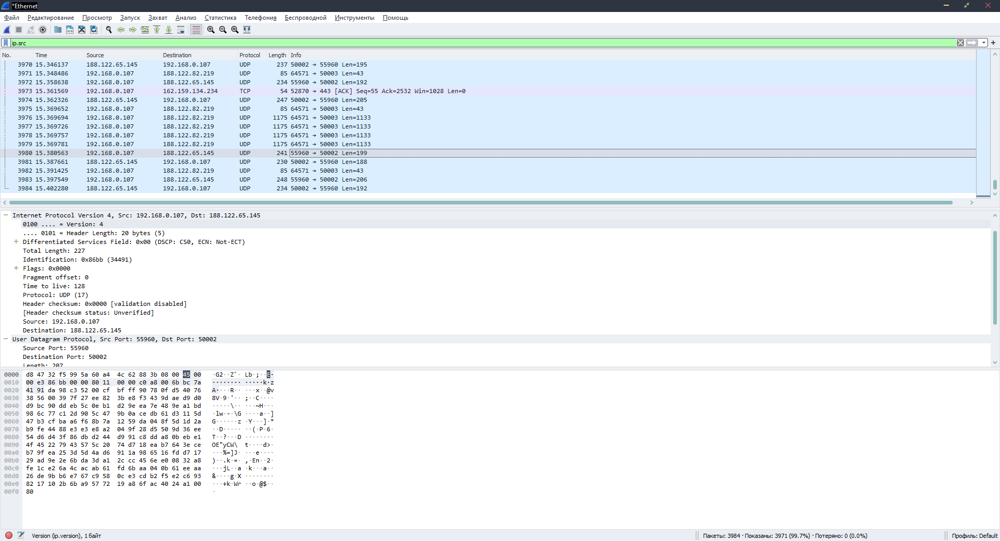 *Ethernet
Файл Редактирование Просмотр Запуск Захват Анализ Статистика Телефония Беспроводной Инструменты Помощь
ip.src
No. Time Source Destination Protocol Length Info
3970 15.346137 188.122.65.145 192.168.0.107 UDP 237 50002 → 55960 Len=195
3971 15.348486 192.168.0.107 188.122.82.219 UDP 85 64571 → 50003 Len=43
3972 15.358638 192.168.0.107 188.122.65.145 UDP 234 55960 → 50002 Len=192
3973 15.361569 192.168.0.107 162.159.134.234 TCP 54 52870 → 443 [ACK] Seq=55 Ack=2532 Win=1028 Len=0
3974 15.362326 188.122.65.145 192.168.0.107 UDP 247 50002 → 55960 Len=205
3975 15.369652 192.168.0.107 188.122.82.219 UDP 85 64571 → 50003 Len=43
3976 15.369694 192.168.0.107 188.122.82.219 UDP 1175 64571 → 50003 Len=1133
3977 15.369726 192.168.0.107 188.122.82.219 UDP 1175 64571 → 50003 Len=1133
3978 15.369757 192.168.0.107 188.122.82.219 UDP 1175 64571 → 50003 Len=1133
3979 15.369781 192.168.0.107 188.122.82.219 UDP 1175 64571 → 50003 Len=1133
3980 15.380563 192.168.0.107 188.122.65.145 UDP 241 55960 → 50002 Len=199
3981 15.387661 188.122.65.145 192.168.0.107 UDP 230 50002 → 55960 Len=188
3982 15.391425 192.168.0.107 188.122.82.219 UDP 85 64571 → 50003 Len=43
3983 15.397549 192.168.0.107 188.122.65.145 UDP 248 55960 → 50002 Len=206
3984 15.402280 188.122.65.145 192.168.0.107 UDP 234 50002 → 55960 Len=192
Internet Protocol Version 4, Src: 192.168.0.107, Dst: 188.122.65.145
0100 .... = Version: 4
.... 0101 = Header Length: 20 bytes (5)
Differentiated Services Field: 0x00 (DSCP: CS0, ECN: Not-ECT)
Total Length: 227
Identification: 0x86bb (34491)
Flags: 0x0000
Fragment offset: 0
Time to live: 128
Protocol: UDP (17)
Header checksum: 0x0000 [validation disabled]
[Header checksum status: Unverified]
Source: 192.168.0.107
Destination: 188.122.65.145
User Datagram Protocol, Src Port: 55960, Dst Port: 50002
Source Port: 55960
Destination Port: 50002
Length: 207
0000 d8 47 32 f5 99 5a 60 a4 4c 62 88 3b 08 00 45 00 ·G2··Z`·Lb·;··E·
0010 00 e3 86 bb 00 00 80 11 00 00 c0 a8 00 6b bc 7a ·············k·z
0020 41 91 da 98 c3 52 00 cf bf ff 90 78 0f d5 40 76 A····R·····x··@v
0030 38 56 00 39 7f 27 ee 82 3b e8 f3 43 9d ae d9 d0 8V·9·'··;··C····
0040 d9 bc 90 dd eb 5c 0e b1 d2 9e ea 7e 48 9e a1 bd ·····\·····~H···
0050 98 6c 77 c1 2d 90 5c 47 9b 0a ce db 61 d3 11 5d ·lw·-·\G····a··]
0060 47 b3 cf ba a6 f6 8b 7a 12 59 da 04 8f 5d 1d 2a G······z·Y···]·*
0070 b9 fe 44 88 e3 e3 e8 a2 04 9f 28 d5 50 9d 36 ee ··D·······(·P·6·
0080 54 d6 d4 3f 86 db d2 44 d9 91 c8 dd a8 0b eb e1 T··?···D········
0090 4f 45 22 79 43 57 5c 20 74 d7 18 ea b7 64 3e ce OE"yCW\ t····d>·
00a0 b7 9f ea 25 3d 5d 4a d6 91 1a 98 65 16 fd d7 17 ···%=]J····e····
00b0 29 ad 9e 2e 6b da 3d a1 2c cc 45 6e e0 08 32 a8 )··.k·=·,·En··2·
00c0 fe 1c e2 6a 4c ac ab 61 fd 6b aa 04 0b 61 ee aa ···jL··a·k···a··
00d0 26 de 9b b6 e7 67 c9 58 0c e3 cd b2 f5 e2 c6 93 &····g·X········
00e0 82 17 10 2b 6b a9 57 72 19 a8 6f ac 40 24 a1 00 ···+k·Wr··o·@$··
00f0 80 ·
Version (ip.version), 1 байт Пакеты: 3984 · Показаны: 3971 (99.7%) · Потеряно: 0 (0.0%) Профиль: Default